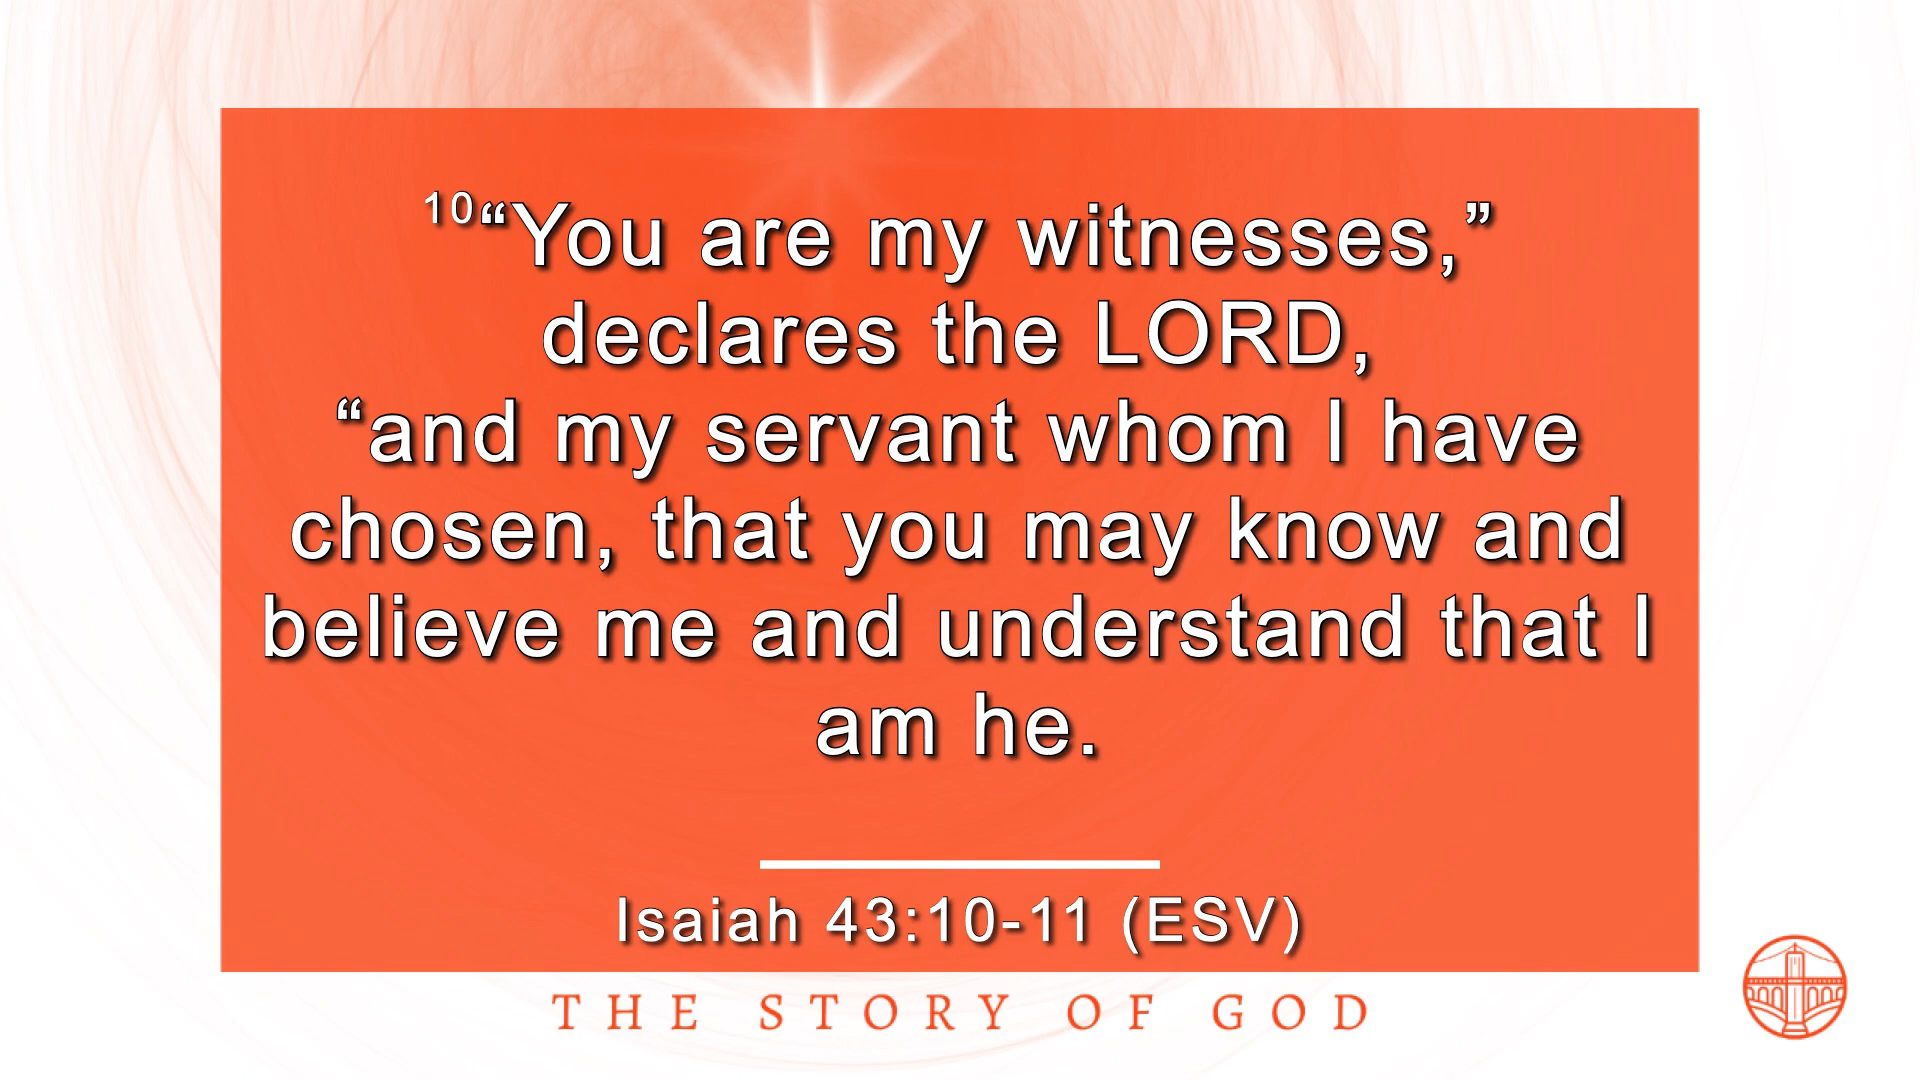 10“You are my witnesses,”
declares the LORD,
“and my servant whom I have
chosen, that you may know and
believe me and understand that I
am he.
Isaiah 43:10-11 (ESV)
THE STORY OF GOD